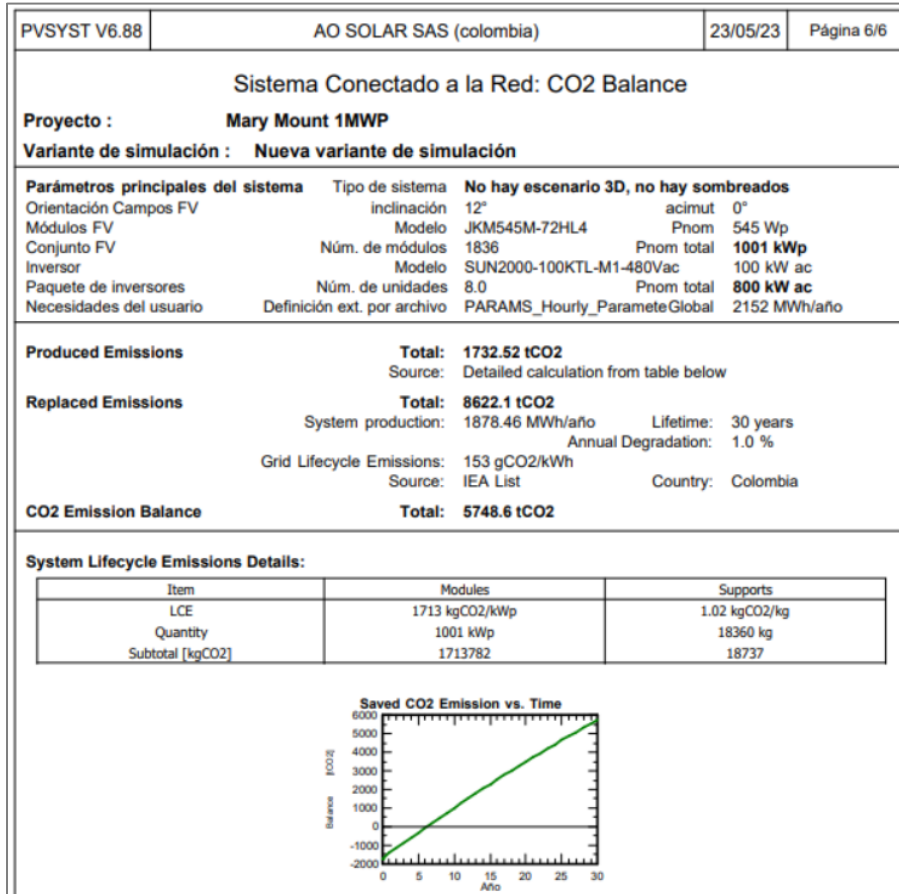 PVSYST V6.88 AO SOLAR SAS (colombia) 23/05/23 Página 6/6
Sistema Conectado a la Red: CO2 Balance
Proyecto : Mary Mount 1MWP
Variante de simulación : Nueva variante de simulación
Parámetros principales del sistema Tipo de sistema No hay escenario 3D, no hay sombreados
Orientación Campos FV inclinación 12° acimut 0°
Módulos FV Modelo JKM545M-72HL4 Pnom 545 Wp
Conjunto FV Núm. de módulos 1836 Pnom total 1001 kWp
Inversor Modelo SUN2000-100KTL-M1-480Vac 100 kW ac
Paquete de inversores Núm. de unidades 8.0 Pnom total 800 kW ac
Necesidades del usuario Definición ext. por archivo PARAMS_Hourly_ParameteGlobal 2152 MWh/año
Produced Emissions Total: 1732.52 tCO2
Source: Detailed calculation from table below
Replaced Emissions Total: 8622.1 tCO2
System production: 1878.46 MWh/año Lifetime: 30 years
Annual Degradation: 1.0 %
Grid Lifecycle Emissions: 153 gCO2/kWh
Source: IEA List Country: Colombia
CO2 Emission Balance Total: 5748.6 tCO2
System Lifecycle Emissions Details:
Item Modules Supports
LCE 1713 kgCO2/kWp 1.02 kgCO2/kg
Quantity 1001 kWp 18360 kg
Subtotal [kgCO2] 1713782 18737
Saved CO2 Emission vs. Time
6000
5000
4000
3000
2000
1000
0
-1000
-2000
Balance [tCO2]
0 5 10 15 20 25 30
Año